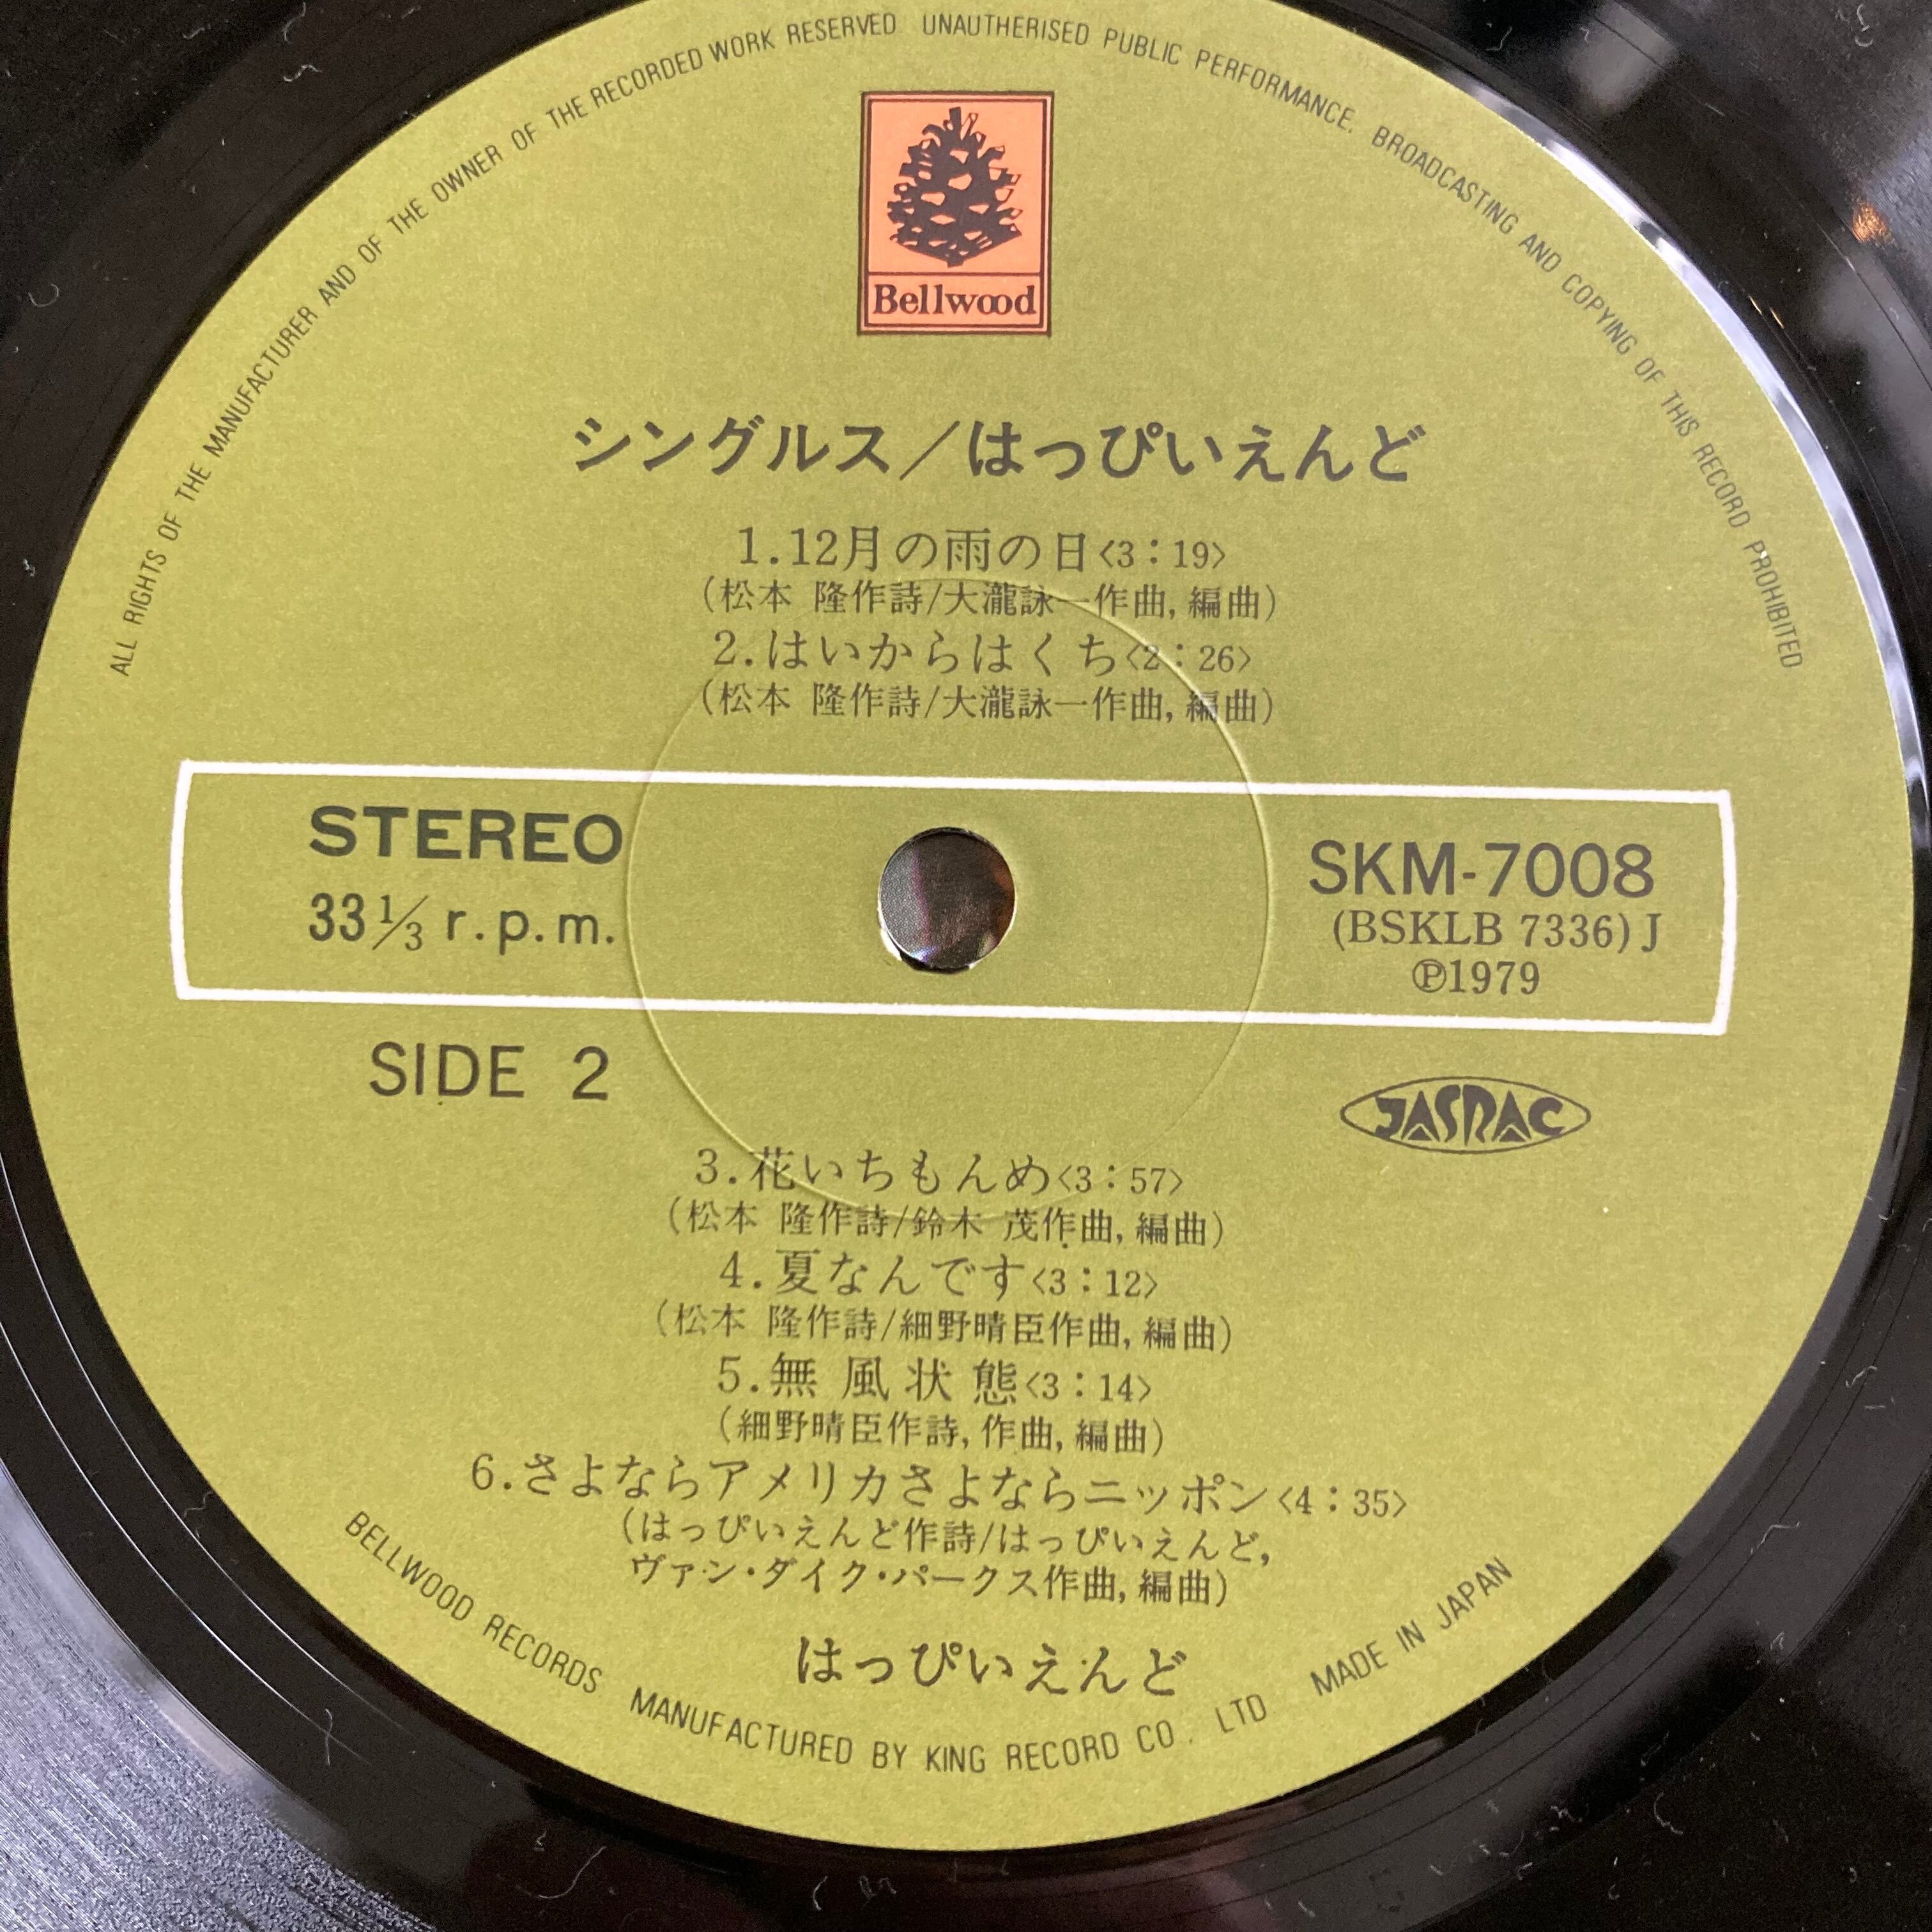 ALL RIGHTS OF THE MANUFACTURER AND OF THE OWNER OF THE RECORDED WORK RESERVED UNAUTHERISED PUBLIC PERFORMANCE. BROADCASTING AND COPYING OF THIS RECORD PROHIBITED
Bellwood
シングルス/はっぴいえんど
1.12月の雨の日〈3:19〉
(松本 隆作詩/大瀧詠一作曲,編曲)
2.はいからはくち〈2:26〉
(松本 隆作詩/大瀧詠一作曲,編曲)
STEREO
33⅓ r.p.m.
SKM-7008
(BSKLB 7336)J
℗1979
SIDE 2
JASRAC
3.花いちもんめ〈3:57〉
(松本 隆作詩/鈴木 茂作曲,編曲)
4.夏なんです〈3:12〉
(松本 隆作詩/細野晴臣作曲,編曲)
5.無風状態〈3:14〉
(細野晴臣作詩,作曲,編曲)
6.さよならアメリカさよならニッポン〈4:35〉
(はっぴいえんど作詩/はっぴいえんど,
ヴァン・ダイク・パークス作曲,編曲)
はっぴいえんど
BELLWOOD RECORDS MANUFACTURED BY KING RECORD CO. LTD MADE IN JAPAN